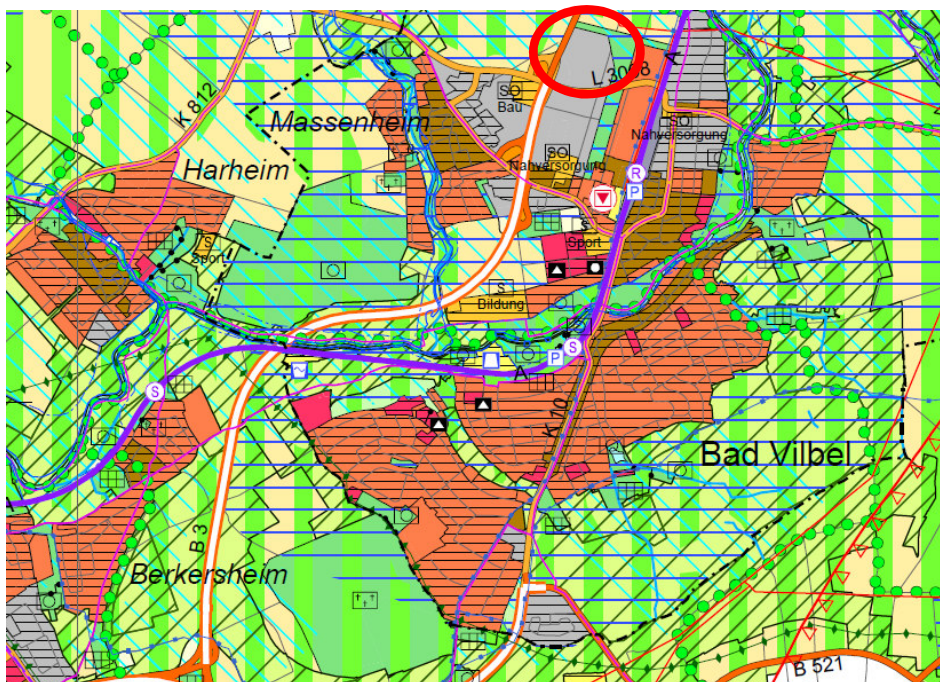 K 812
L 3008
A
SO
Bau
Massenheim
SO
Nahversorgung
Harheim
SO
Nahversorgung
R
P
S
Sport
S
Sport
S
Bildung
P
S
A
S
K 10
Bad Vilbel
B 3
Berkersheim
B 521